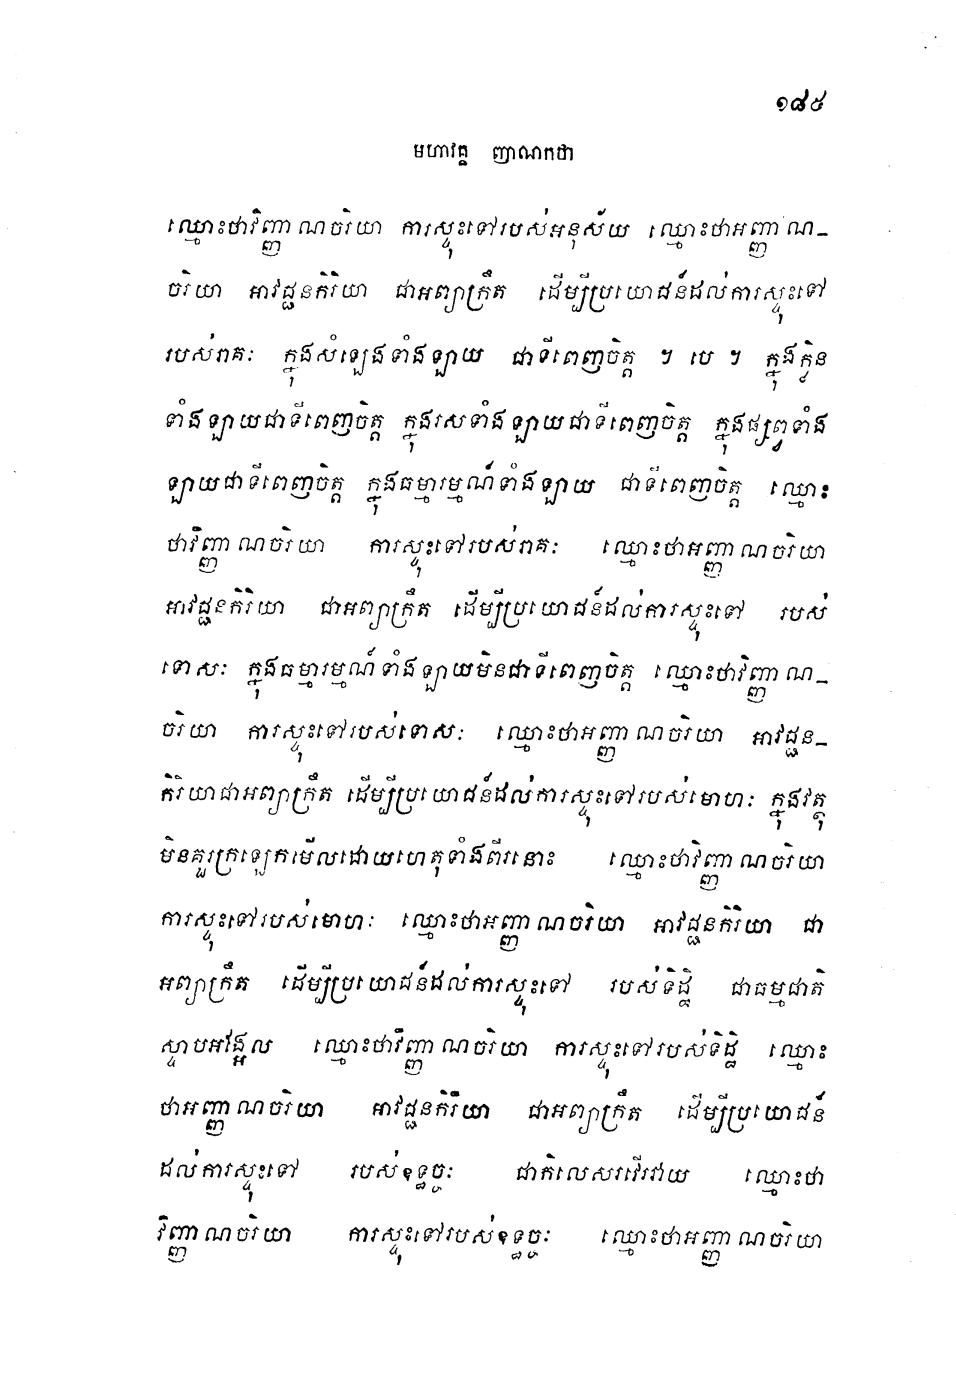 ១៨៥
មហាវគ្គ ញាណកថា
ឈ្មោះថាវិញ្ញាណចរិយា ការស្ទុះទៅរបស់អនុស័យ ឈ្មោះថាអញ្ញាណ-
ចរិយា អាវជ្ជនកិរិយា ជាអព្យាក្រឹត ដើម្បីប្រយោជន៍ដល់ការស្ទុះទៅ
របស់រាគៈ ក្នុងសំឡេងទាំងឡាយ ជាទីពេញចិត្ត ។ បេ ។ ក្នុងក្លិន
ទាំងឡាយជាទីពេញចិត្ត ក្នុងរសទាំងឡាយជាទីពេញចិត្ត ក្នុងផ្សព្វទាំង
ឡាយជាទីពេញចិត្ត ក្នុងធម្មារម្មណ៍ទាំងឡាយ ជាទីពេញចិត្ត ឈ្មោះ
ថាវិញ្ញាណចរិយា ការស្ទុះទៅរបស់រាគៈ ឈ្មោះថាអញ្ញាណចរិយា
អាវជ្ជនកិរិយា ជាអព្យាក្រឹត ដើម្បីប្រយោជន៍ដល់ការស្ទុះទៅ របស់
ទោសៈ ក្នុងធម្មារម្មណ៍ទាំងឡាយមិនជាទីពេញចិត្ត ឈ្មោះថាវិញ្ញាណ-
ចរិយា ការស្ទុះទៅរបស់ទោសៈ ឈ្មោះថាអញ្ញាណចរិយា អាវជ្ជន-
កិរិយាជាអព្យាក្រឹត ដើម្បីប្រយោជន៍ដល់ការស្ទុះទៅរបស់មោហៈ ក្នុងវត្ថុ
មិនគួរក្រឡេកមើលដោយហេតុទាំងពីរនោះ ឈ្មោះថាវិញ្ញាណចរិយា
ការស្ទុះទៅរបស់មោហៈ ឈ្មោះថាអញ្ញាណចរិយា អាវជ្ជនកិរិយា ជា
អព្យាក្រឹត ដើម្បីប្រយោជន៍ដល់ការស្ទុះទៅ របស់ទិដ្ឋិ ជាធម្មជាតិ
ស្ទាបអង្អែល ឈ្មោះថាវិញ្ញាណចរិយា ការស្ទុះទៅរបស់ទិដ្ឋិ ឈ្មោះ
ថាអញ្ញាណចរិយា អាវជ្ជនកិរិយា ជាអព្យាក្រឹត ដើម្បីប្រយោជន៍
ដល់ការស្ទុះទៅ របស់ឧទ្ធច្ចៈ ជាកិលេសរវើរវាយ ឈ្មោះថា
វិញ្ញាណចរិយា ការស្ទុះទៅរបស់ឧទ្ធច្ចៈ ឈ្មោះថាអញ្ញាណចរិយា